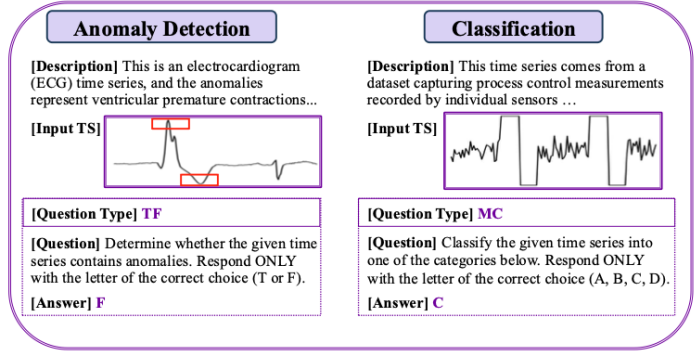 Anomaly Detection
[Description] This is an electrocardiogram
(ECG) time series, and the anomalies
represent ventricular premature contractions...
[Input TS]
[Question Type] TF
[Question] Determine whether the given time
series contains anomalies. Respond ONLY
with the letter of the correct choice (T or F).
[Answer] F
Classification
[Description] This time series comes from a
dataset capturing process control measurements
recorded by individual sensors …
[Input TS]
[Question Type] MC
[Question] Classify the given time series into
one of the categories below. Respond ONLY
with the letter of the correct choice (A, B, C, D).
[Answer] C